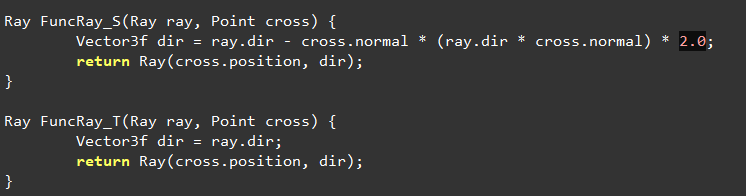 Ray FuncRay_S(Ray ray, Point cross) {
        Vector3f dir = ray.dir - cross.normal * (ray.dir * cross.normal) * 2.0;
        return Ray(cross.position, dir);
}

Ray FuncRay_T(Ray ray, Point cross) {
        Vector3f dir = ray.dir;
        return Ray(cross.position, dir);
}